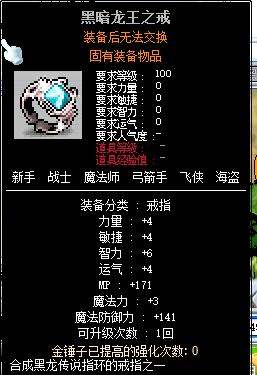 黑暗龙王之戒
装备后无法交换
固有装备物品
要求等级 : 100
要求力量 : 0
要求敏捷 : 0
要求智力 : 0
要求运气 : 0
要求人气度 : -
道具等级 : -
道具经验值 : -
新手 战士 魔法师 弓箭手 飞侠 海盗
装备分类 : 戒指
力量 : +4
敏捷 : +4
智力 : +6
运气 : +4
MP : +171
魔法力 : +3
魔法防御力 : +141
可升级次数 : 1回
金锤子已提高的强化次数: 0
合成黑龙传说指环的戒指之一